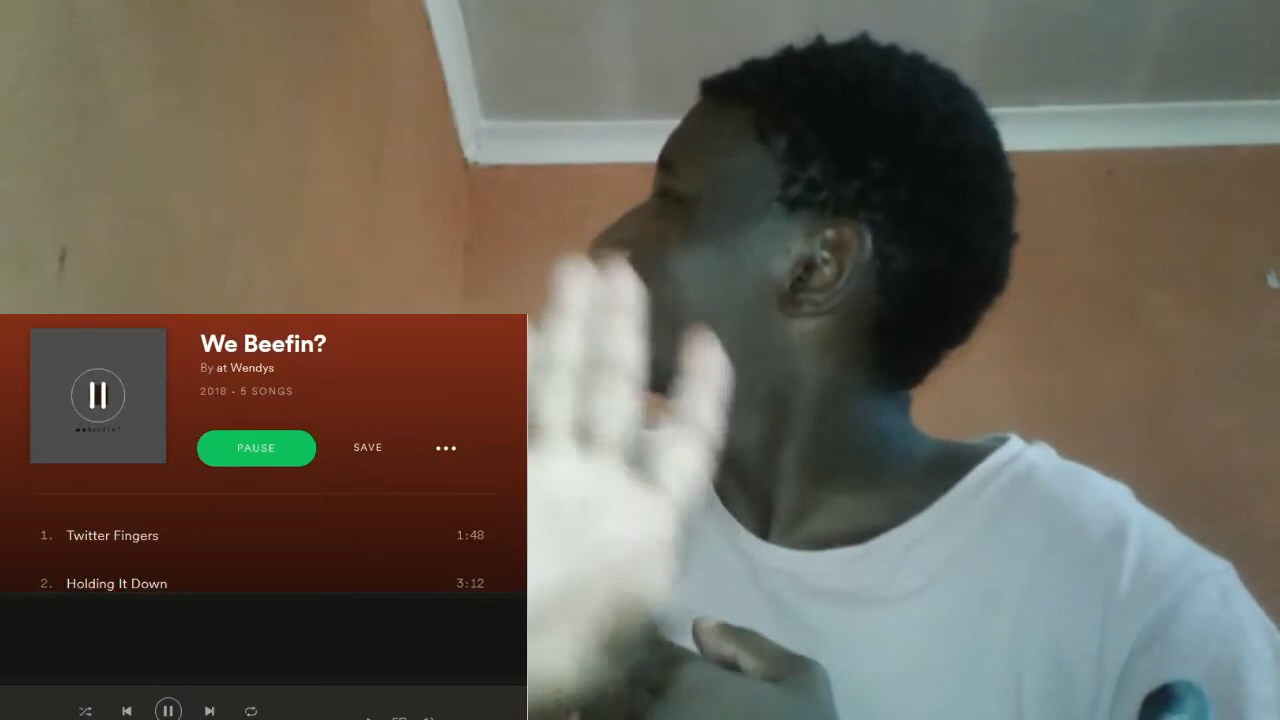 We Beefin?
By at Wendys
2018 • 5 SONGS
PAUSE
SAVE
1. Twitter Fingers 1:48
2. Holding It Down 3:12